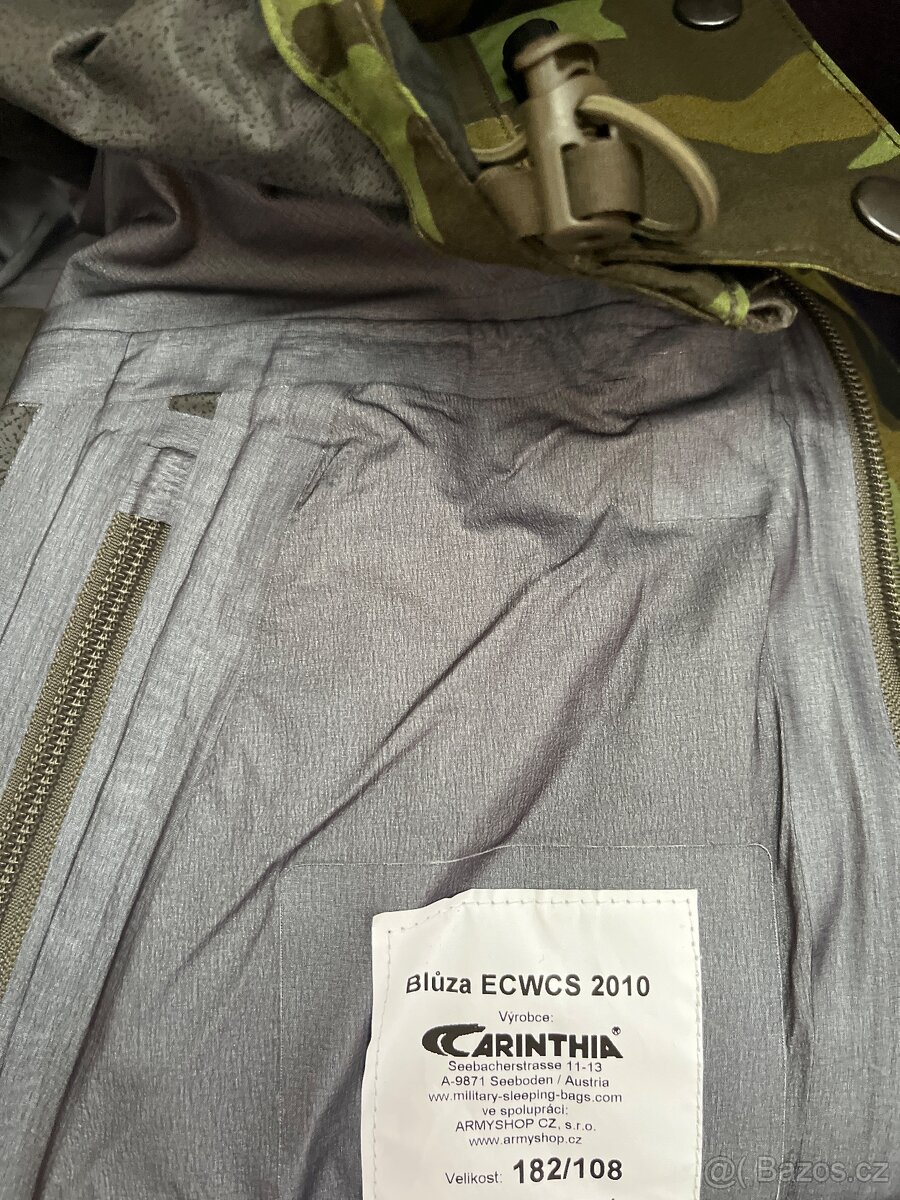 Blůza ECWCS 2010
Výrobce:
CARINTHIA®
Seebacherstrasse 11-13
A-9871 Seeboden / Austria
ww.military-sleeping-bags.com
ve spolupráci:
ARMYSHOP CZ, s.r.o.
www.armyshop.cz
Velikost: 182/108
@( Bazos.cz